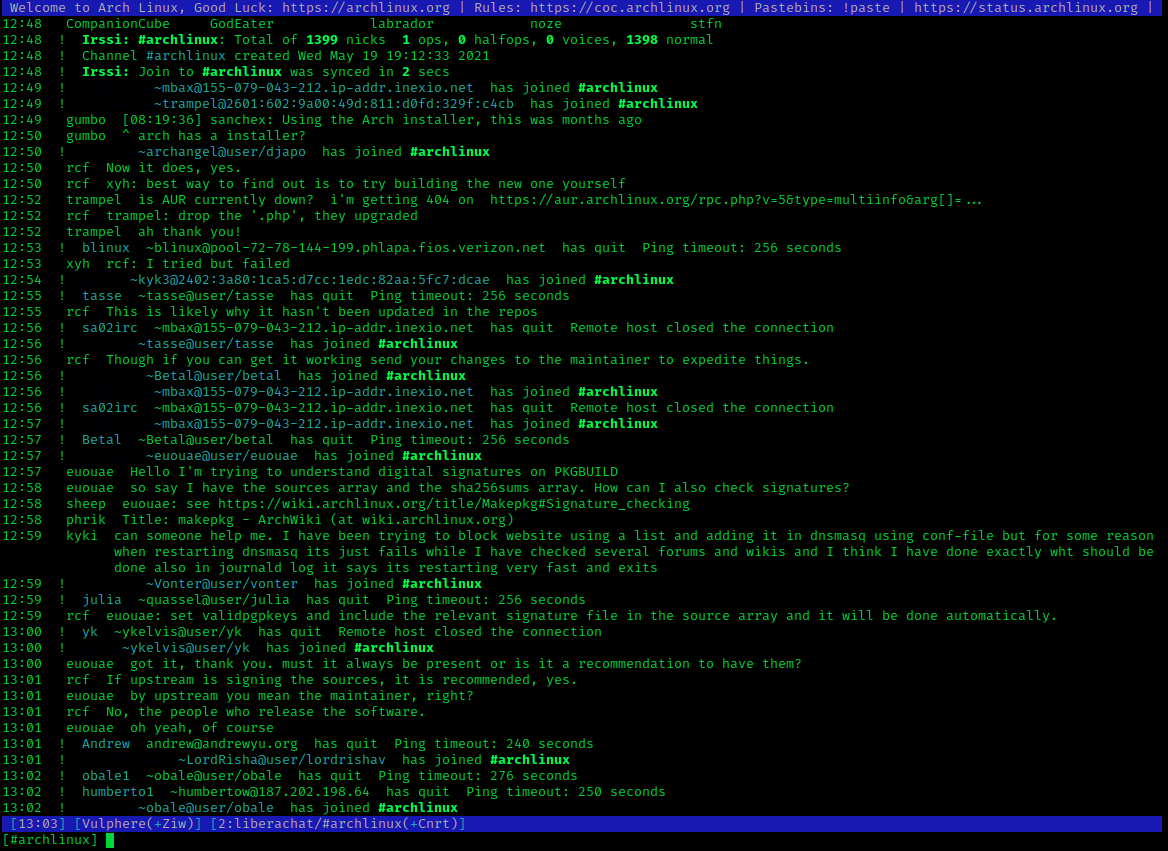 Welcome to Arch Linux, Good Luck: https://archlinux.org | Rules: https://coc.archlinux.org | Pastebins: !paste | https://status.archlinux.org |
12:48   CompanionCube     GodEater            labrador            noze                stfn
12:48  !  Irssi: #archlinux: Total of 1399 nicks  1 ops, 0 halfops, 0 voices, 1398 normal
12:48  !  Channel #archlinux created Wed May 19 19:12:33 2021
12:48  !  Irssi: Join to #archlinux was synced in 2 secs
12:49  !           ~mbax@155-079-043-212.ip-addr.inexio.net  has joined #archlinux
12:49  !           ~trampel@2601:602:9a00:49d:811:d0fd:329f:c4cb  has joined #archlinux
12:49   gumbo  [08:19:36] sanchex: Using the Arch installer, this was months ago
12:50   gumbo  ^ arch has a installer?
12:50  !         ~archangel@user/djapo  has joined #archlinux
12:50   rcf  Now it does, yes.
12:50   rcf  xyh: best way to find out is to try building the new one yourself
12:52   trampel  is AUR currently down?  i'm getting 404 on  https://aur.archlinux.org/rpc.php?v=5&type=multiinfo&arg[]=...
12:52   rcf  trampel: drop the '.php', they upgraded
12:52   trampel  ah thank you!
12:53  !  blinux  ~blinux@pool-72-78-144-199.phlapa.fios.verizon.net  has quit  Ping timeout: 256 seconds
12:53   xyh  rcf: I tried but failed
12:54  !        ~kyk3@2402:3a80:1ca5:d7cc:1edc:82aa:5fc7:dcae  has joined #archlinux
12:55  !  tasse  ~tasse@user/tasse  has quit  Ping timeout: 256 seconds
12:55   rcf  This is likely why it hasn't been updated in the repos
12:56  !  sa02irc  ~mbax@155-079-043-212.ip-addr.inexio.net  has quit  Remote host closed the connection
12:56  !         ~tasse@user/tasse  has joined #archlinux
12:56   rcf  Though if you can get it working send your changes to the maintainer to expedite things.
12:56  !          ~Betal@user/betal  has joined #archlinux
12:56  !           ~mbax@155-079-043-212.ip-addr.inexio.net  has joined #archlinux
12:56  !  sa02irc  ~mbax@155-079-043-212.ip-addr.inexio.net  has quit  Remote host closed the connection
12:57  !           ~mbax@155-079-043-212.ip-addr.inexio.net  has joined #archlinux
12:57  !  Betal  ~Betal@user/betal  has quit  Ping timeout: 256 seconds
12:57  !          ~euouae@user/euouae  has joined #archlinux
12:57   euouae  Hello I'm trying to understand digital signatures on PKGBUILD
12:58   euouae  so say I have the sources array and the sha256sums array. How can I also check signatures?
12:58   sheep  euouae: see https://wiki.archlinux.org/title/Makepkg#Signature_checking
12:58   phrik  Title: makepkg - ArchWiki (at wiki.archlinux.org)
12:59   kyki  can someone help me. I have been trying to block website using a list and adding it in dnsmasq using conf-file but for some reason
when restarting dnsmasq its just fails while I have checked several forums and wikis and I think I have done exactly wht should be
done also in journald log it says its restarting very fast and exits
12:59  !          ~Vonter@user/vonter  has joined #archlinux
12:59  !  julia  ~quassel@user/julia  has quit  Ping timeout: 256 seconds
12:59   rcf  euouae: set validpgpkeys and include the relevant signature file in the source array and it will be done automatically.
13:00  !  yk  ~ykelvis@user/yk  has quit  Remote host closed the connection
13:00  !       ~ykelvis@user/yk  has joined #archlinux
13:00   euouae  got it, thank you. must it always be present or is it a recommendation to have them?
13:01   rcf  If upstream is signing the sources, it is recommended, yes.
13:01   euouae  by upstream you mean the maintainer, right?
13:01   rcf  No, the people who release the software.
13:01   euouae  oh yeah, of course
13:01  !  Andrew  andrew@andrewyu.org  has quit  Ping timeout: 240 seconds
13:01  !              ~LordRisha@user/lordrishav  has joined #archlinux
13:02  !  obale1  ~obale@user/obale  has quit  Ping timeout: 276 seconds
13:02  !  humberto1  ~humbertow@187.202.198.64  has quit  Ping timeout: 250 seconds
13:02  !         ~obale@user/obale  has joined #archlinux
[13:03] [Vulphere(+Ziw)] [2:liberachat/#archlinux(+Cnrt)]
[#archlinux]